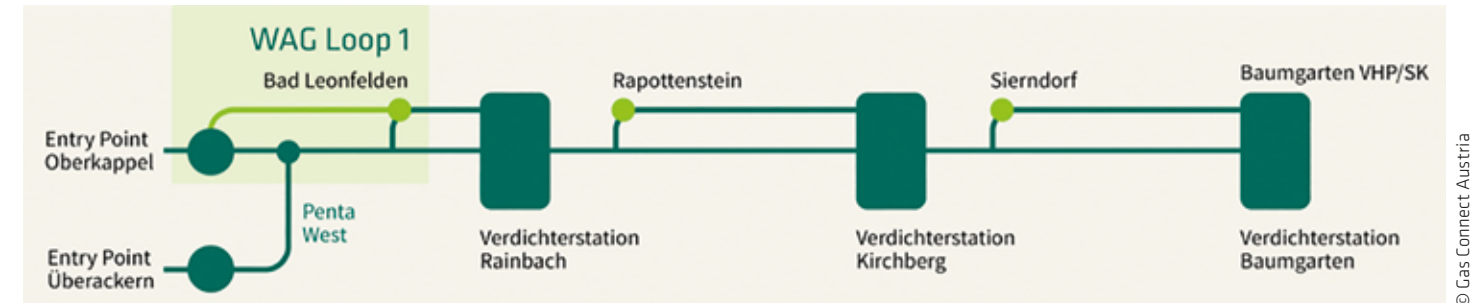 WAG Loop 1
Bad Leonfelden
Rapottenstein
Sierndorf
Baumgarten VHP/SK
Entry Point
Oberkappel
Penta
West
Entry Point
Überackern
Verdichterstation
Rainbach
Verdichterstation
Kirchberg
Verdichterstation
Baumgarten
© Gas Connect Austria